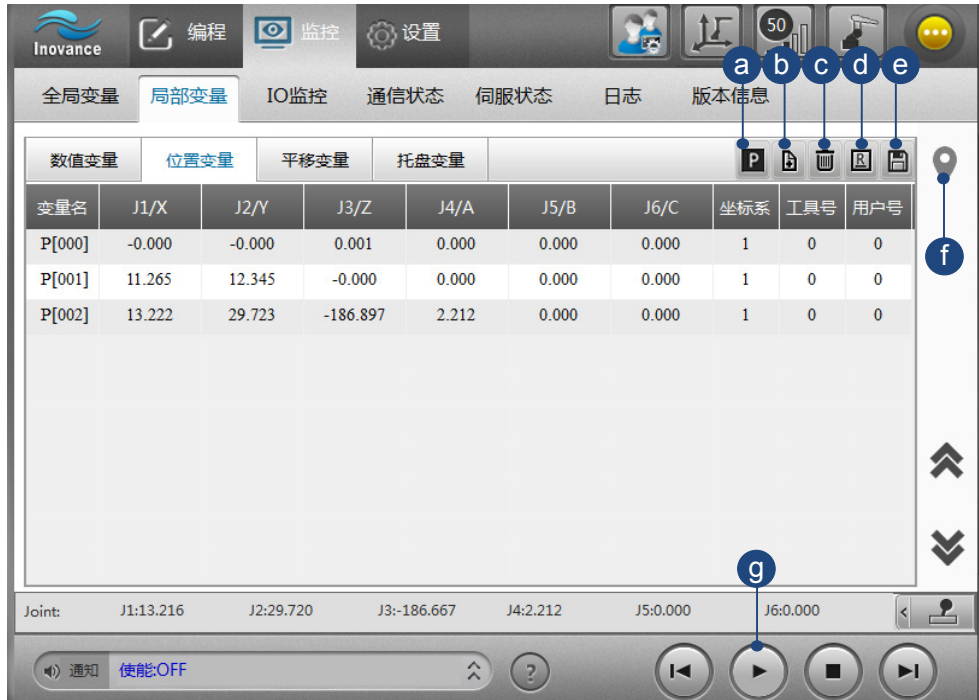 Inovance 编程 监控 设置 50
a b c d e
全局变量 局部变量 IO监控 通信状态 伺服状态 日志 版本信息
数值变量 位置变量 平移变量 托盘变量 P R
变量名 J1/X J2/Y J3/Z J4/A J5/B J6/C 坐标系 工具号 用户号
P[000] -0.000 -0.000 0.001 0.000 0.000 0.000 1 0 0
f
P[001] 11.265 12.345 -0.000 0.000 0.000 0.000 1 0 0
P[002] 13.222 29.723 -186.897 2.212 0.000 0.000 1 0 0
g
Joint: J1:13.216 J2:29.720 J3:-186.667 J4:2.212 J5:0.000 J6:0.000 <
通知 使能:OFF ?